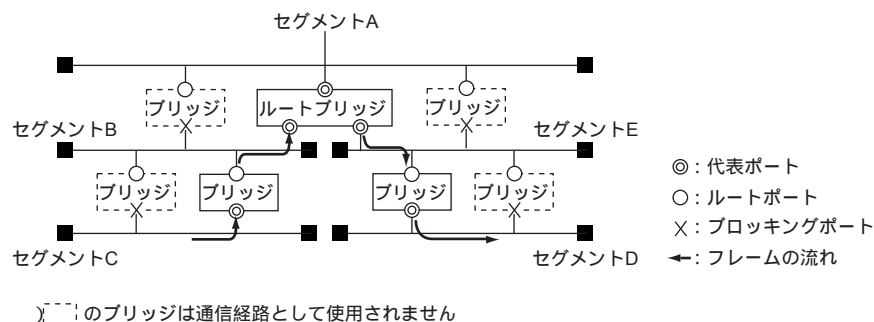 セグメントA
ブリッジ
ルートブリッジ
ブリッジ
セグメントB
セグメントE
ブリッジ
ブリッジ
ブリッジ
ブリッジ
◎：代表ポート
○：ルートポート
×：ブロッキングポート
←：フレームの流れ
セグメントC
セグメントD
) のブリッジは通信経路として使用されません